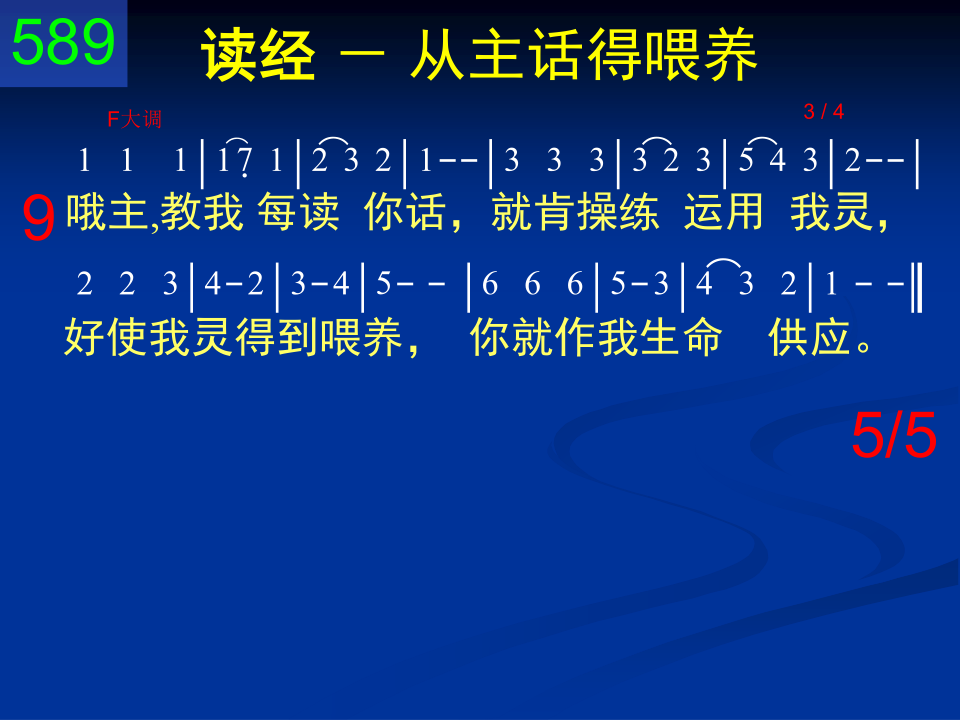 589
读经 － 从主话得喂养
F大调
3 / 4
1 1 1|1 7̣ 1|2 3 2|1--|3 3 3|3 2 3|5 4 3|2--|
9
哦主,教我 每读 你话，就肯操练 运用 我灵，
2 2 3|4-2|3-4|5- -|6 6 6|5-3|4 3 2|1 - -‖
好使我灵得到喂养， 你就作我生命 供应。
5/5